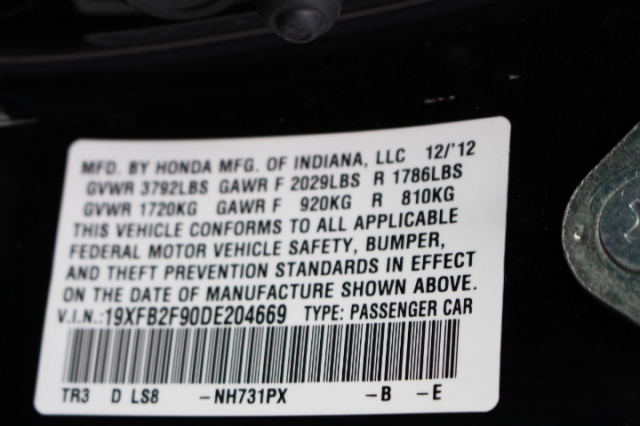 MFD. BY HONDA MFG. OF INDIANA, LLC 12/'12
GVWR 3792LBS GAWR F 2029LBS R 1786LBS
GVWR 1720KG GAWR F 920KG R 810KG
THIS VEHICLE CONFORMS TO ALL APPLICABLE
FEDERAL MOTOR VEHICLE SAFETY, BUMPER,
AND THEFT PREVENTION STANDARDS IN EFFECT
ON THE DATE OF MANUFACTURE SHOWN ABOVE.
V.I.N.:19XFB2F90DE204669 TYPE: PASSENGER CAR
TR3 D LS8 -NH731PX -B -E